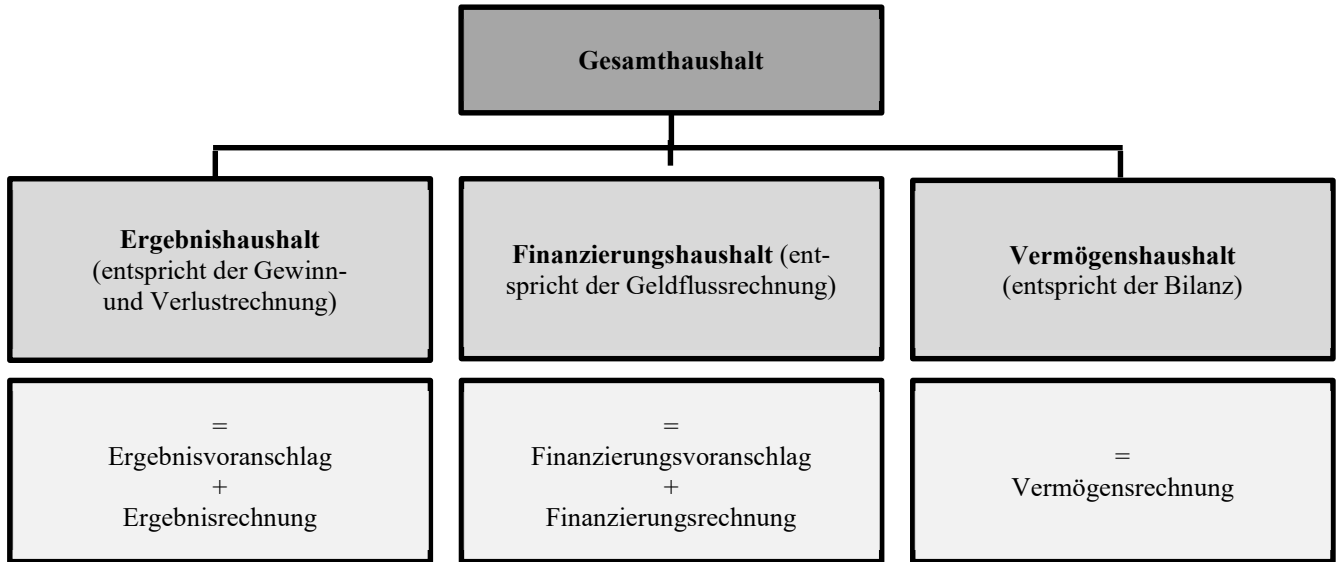 Gesamthaushalt
Ergebnishaushalt
(entspricht der Gewinn-
und Verlustrechnung)
Finanzierungshaushalt (ent-
spricht der Geldflussrechnung)
Vermögenshaushalt
(entspricht der Bilanz)
=
Ergebnisvoranschlag
+
Ergebnisrechnung
=
Finanzierungsvoranschlag
+
Finanzierungsrechnung
=
Vermögensrechnung